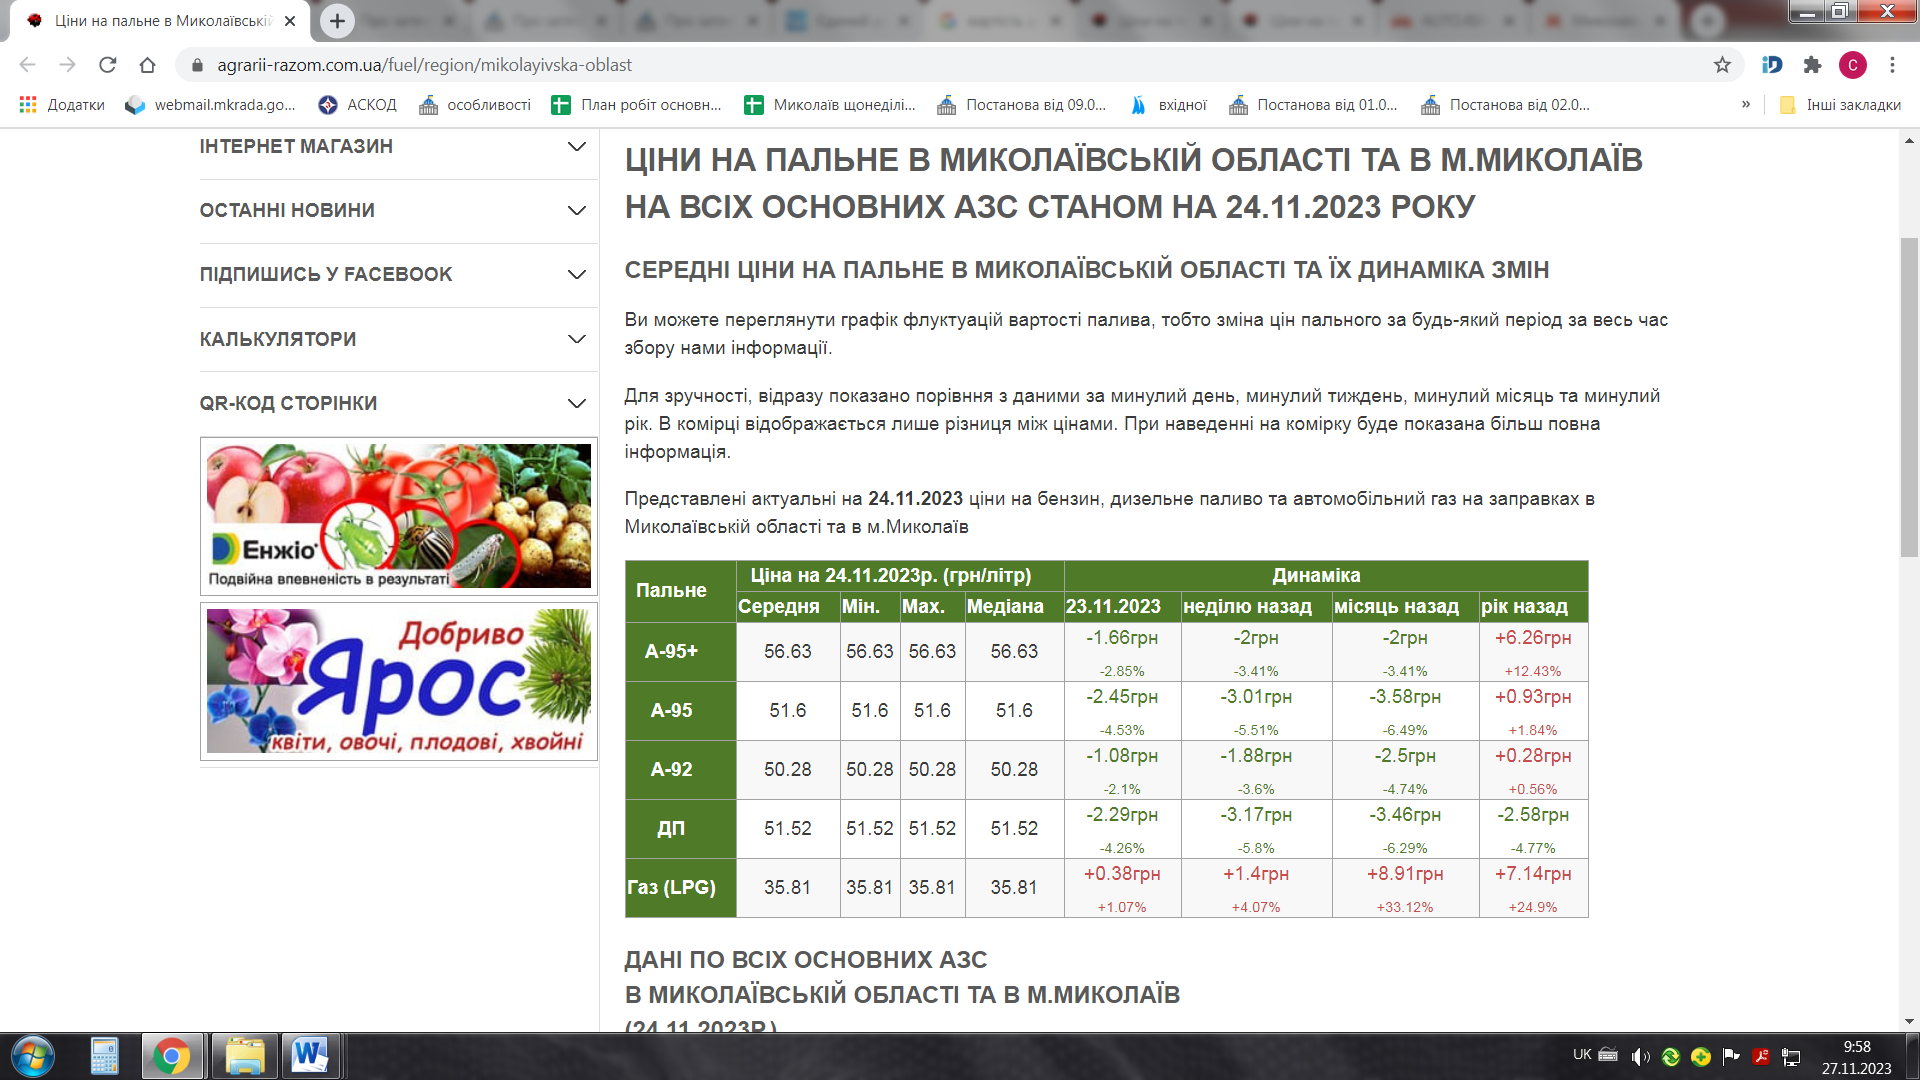 Ціни на пальне в Миколаївській
agrarii-razom.com.ua/fuel/region/mikolayivska-oblast
C
Додатки
webmail.mkrada.go...
АСКОД
особливості
План робіт основн...
Миколаїв щонеділі...
Постанова від 09.0...
вхідної
Постанова від 01.0...
Постанова від 02.0...
»
Інші закладки
ІНТЕРНЕТ МАГАЗИН
ОСТАННІ НОВИНИ
ПІДПИШИСЬ У FACEBOOK
КАЛЬКУЛЯТОРИ
QR-КОД СТОРІНКИ
Енжіо
Подвійна впевненість в результаті
Добриво
Ярос
квіти, овочі, плодові, хвойні
ЦІНИ НА ПАЛЬНЕ В МИКОЛАЇВСЬКІЙ ОБЛАСТІ ТА В М.МИКОЛАЇВ
НА ВСІХ ОСНОВНИХ АЗС СТАНОМ НА 24.11.2023 РОКУ
СЕРЕДНІ ЦІНИ НА ПАЛЬНЕ В МИКОЛАЇВСЬКІЙ ОБЛАСТІ ТА ЇХ ДИНАМІКА ЗМІН
Ви можете переглянути графік флуктуацій вартості палива, тобто зміна цін пального за будь-який період за весь час
збору нами інформації.
Для зручності, відразу показано порівння з даними за минулий день, минулий тиждень, минулий місяць та минулий
рік. В комірці відображається лише різниця між цінами. При наведенні на комірку буде показана більш повна
інформація.
Представлені актуальні на 24.11.2023 ціни на бензин, дизельне паливо та автомобільний газ на заправках в
Миколаївській області та в м.Миколаїв
Пальне Ціна на 24.11.2023р. (грн/літр) Динаміка
Середня Мін. Мах. Медіана 23.11.2023 неділю назад місяць назад рік назад
А-95+ 56.63 56.63 56.63 56.63 -1.66грн -2грн -2грн +6.26грн
-2.85% -3.41% -3.41% +12.43%
А-95 51.6 51.6 51.6 51.6 -2.45грн -3.01грн -3.58грн +0.93грн
-4.53% -5.51% -6.49% +1.84%
А-92 50.28 50.28 50.28 50.28 -1.08грн -1.88грн -2.5грн +0.28грн
-2.1% -3.6% -4.74% +0.56%
ДП 51.52 51.52 51.52 51.52 -2.29грн -3.17грн -3.46грн -2.58грн
-4.26% -5.8% -6.29% -4.77%
Газ (LPG) 35.81 35.81 35.81 35.81 +0.38грн +1.4грн +8.91грн +7.14грн
+1.07% +4.07% +33.12% +24.9%
ДАНІ ПО ВСІХ ОСНОВНИХ АЗС
В МИКОЛАЇВСЬКІЙ ОБЛАСТІ ТА В М.МИКОЛАЇВ
(24.11.2023Р.)
UK
9:58
27.11.2023